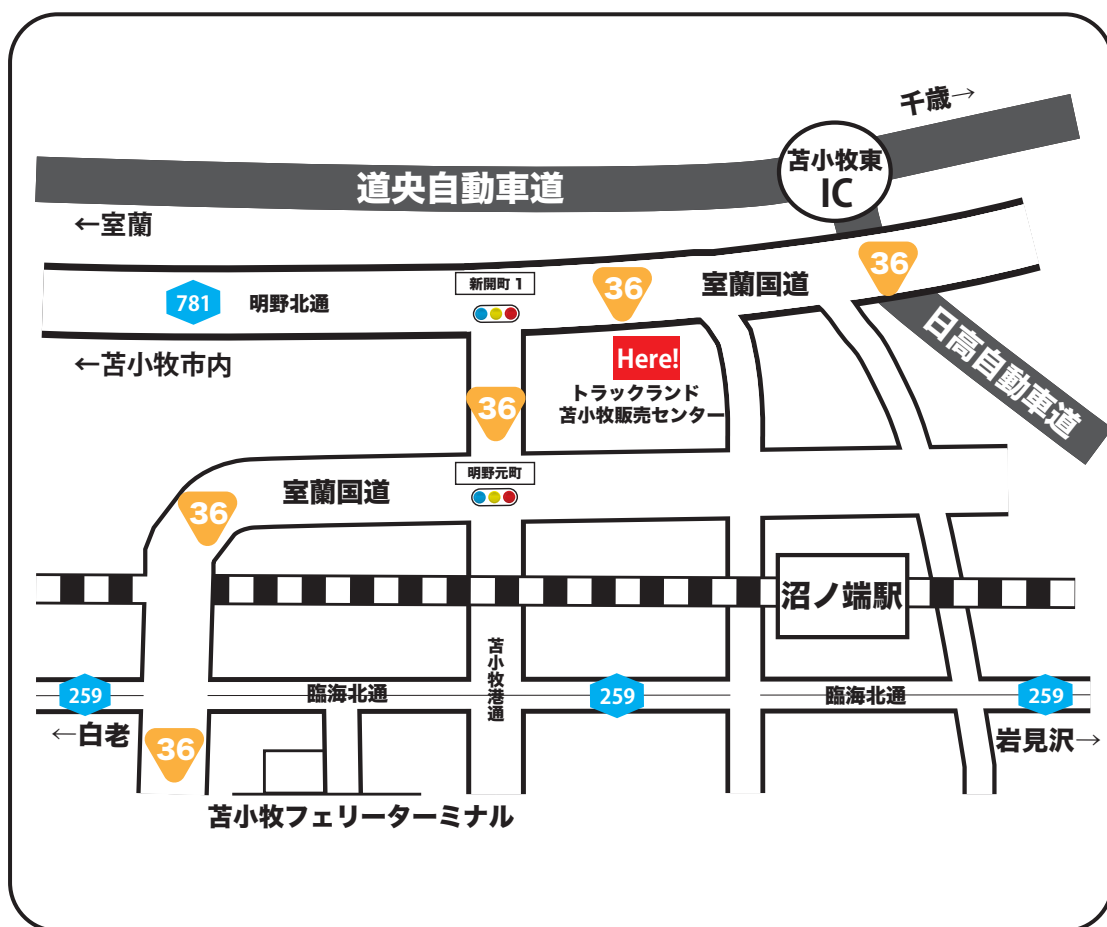 千歳→
苫小牧東
IC
道央自動車道
←室蘭
36
新開町 1
36
室蘭国道
781
明野北通
Here!
日高自動車道
←苫小牧市内
トラックランド
苫小牧販売センター
36
明野元町
室蘭国道
36
沼ノ端駅
苫小牧港通
259
臨海北通
259
臨海北通
259
←白老
36
岩見沢→
苫小牧フェリーターミナル